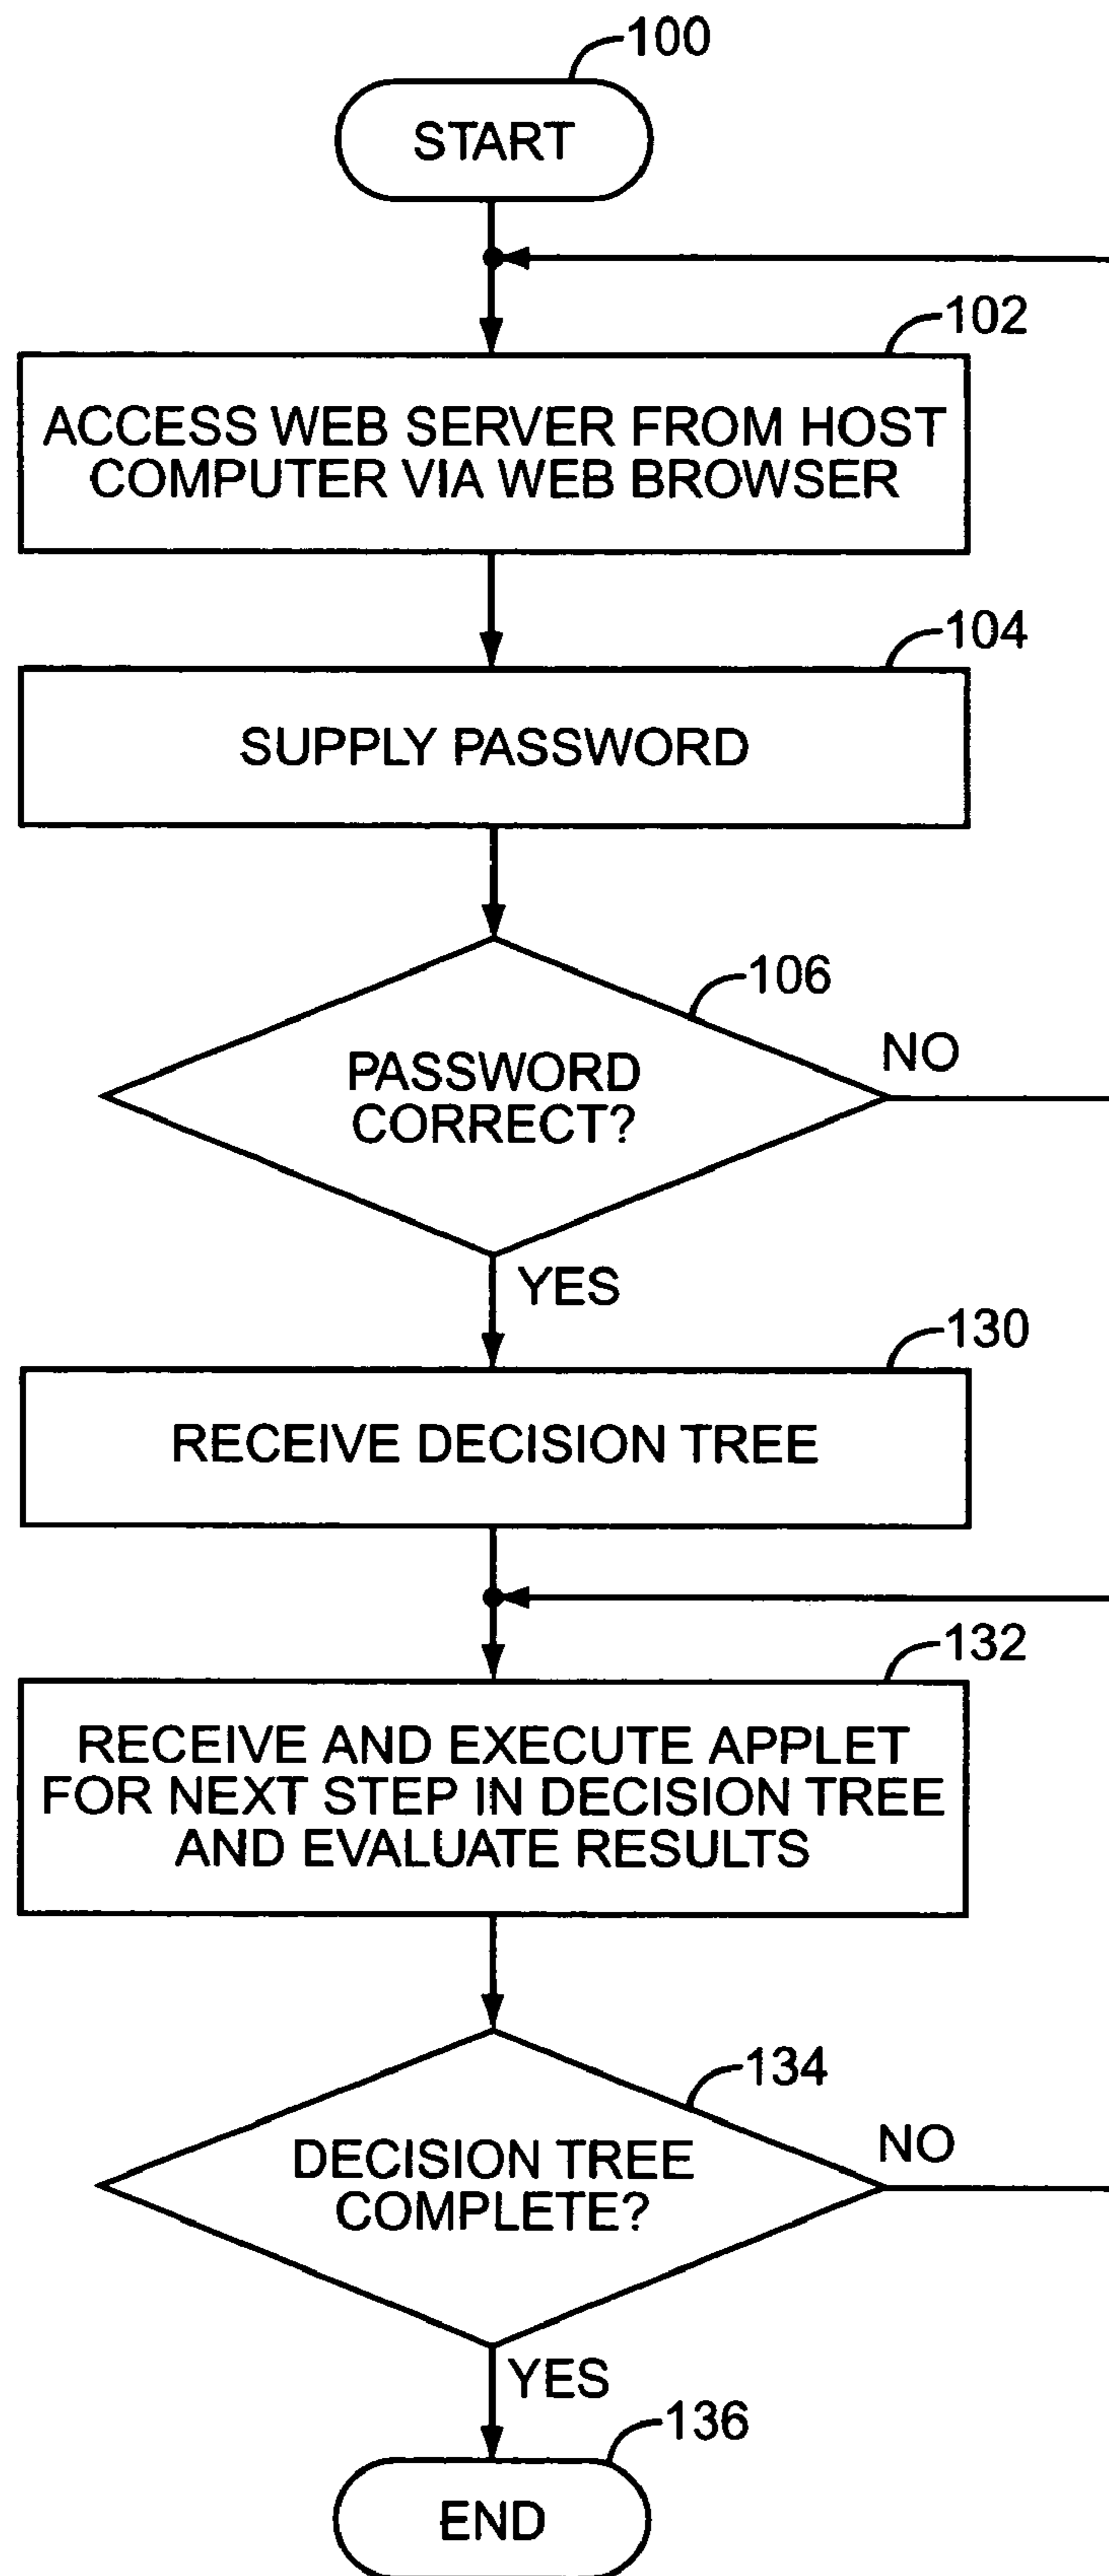 100
START
102
ACCESS WEB SERVER FROM HOST
COMPUTER VIA WEB BROWSER
104
SUPPLY PASSWORD
106
PASSWORD
CORRECT?
NO
YES
130
RECEIVE DECISION TREE
132
RECEIVE AND EXECUTE APPLET
FOR NEXT STEP IN DECISION TREE
AND EVALUATE RESULTS
134
DECISION TREE
COMPLETE?
NO
YES
136
END